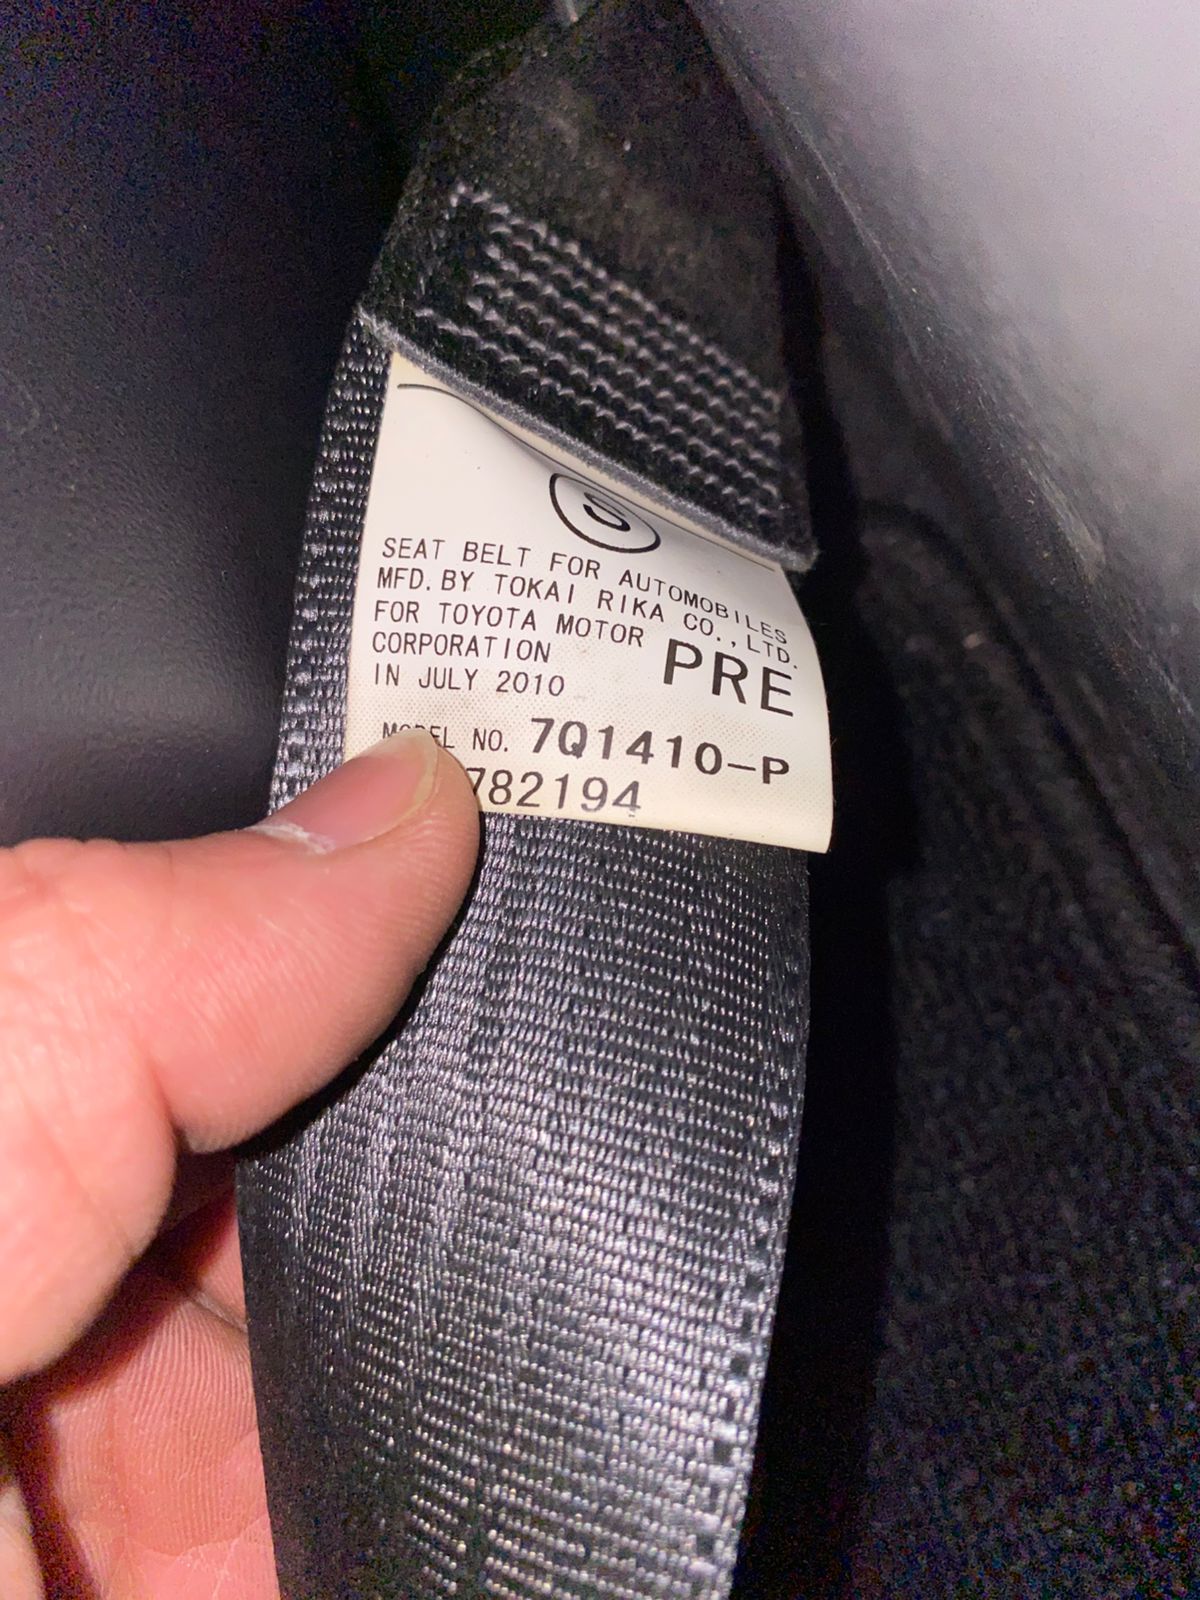 S
SEAT BELT FOR AUTOMOBILES
MFD. BY TOKAI RIKA CO., LTD.
FOR TOYOTA MOTOR
CORPORATION
PRE
IN JULY 2010
MODEL NO. 7Q1410-P
782194